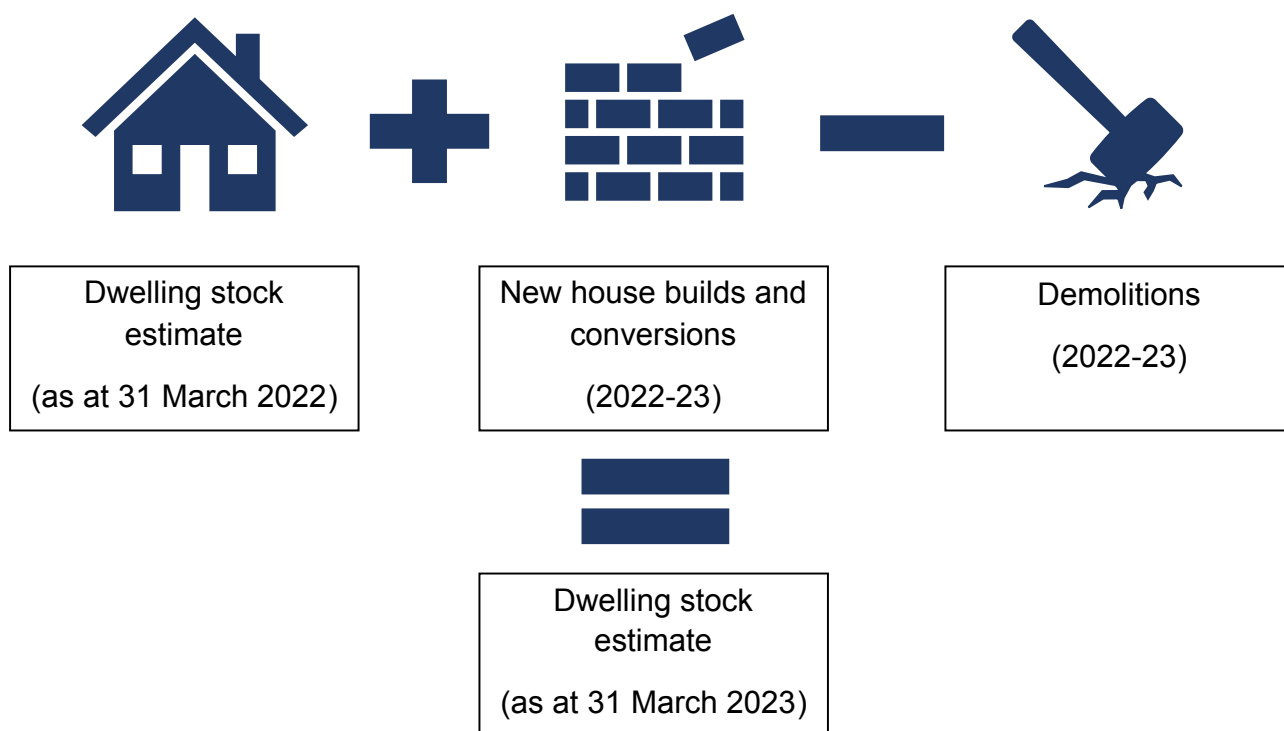 Dwelling stock
estimate
(as at 31 March 2022)
New house builds and
conversions
(2022-23)
Demolitions
(2022-23)
Dwelling stock
estimate
(as at 31 March 2023)